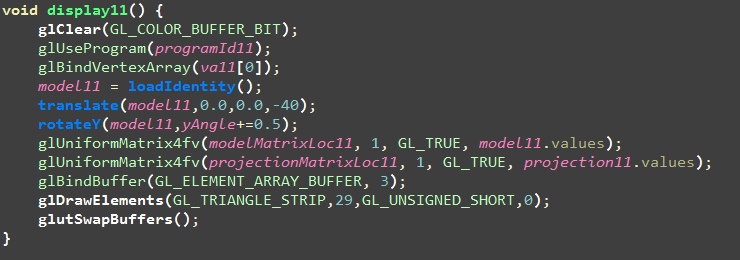 void display11() {
glClear(GL_COLOR_BUFFER_BIT);
glUseProgram(programId11);
glBindVertexArray(va11[0]);
model11 = loadIdentity();
translate(model11,0.0,0.0,-40);
rotateY(model11,yAngle+=0.5);
glUniformMatrix4fv(modelMatrixLoc11, 1, GL_TRUE, model11.values);
glUniformMatrix4fv(projectionMatrixLoc11, 1, GL_TRUE, projection11.values);
glBindBuffer(GL_ELEMENT_ARRAY_BUFFER, 3);
glDrawElements(GL_TRIANGLE_STRIP,29,GL_UNSIGNED_SHORT,0);
glutSwapBuffers();
}